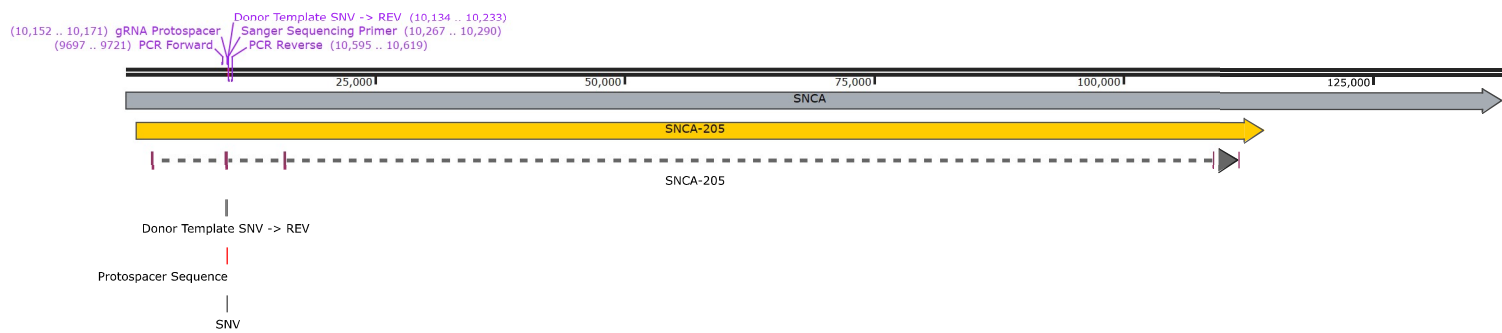 Donor Template SNV -> REV (10,134 .. 10,233)
(10,152 .. 10,171) gRNA Protospacer Sanger Sequencing Primer (10,267 .. 10,290)
(9697 .. 9721) PCR Forward PCR Reverse (10,595 .. 10,619)
25,000 50,000 75,000 100,000 125,000
SNCA
SNCA-205
SNCA-205
Donor Template SNV -> REV
Protospacer Sequence
SNV